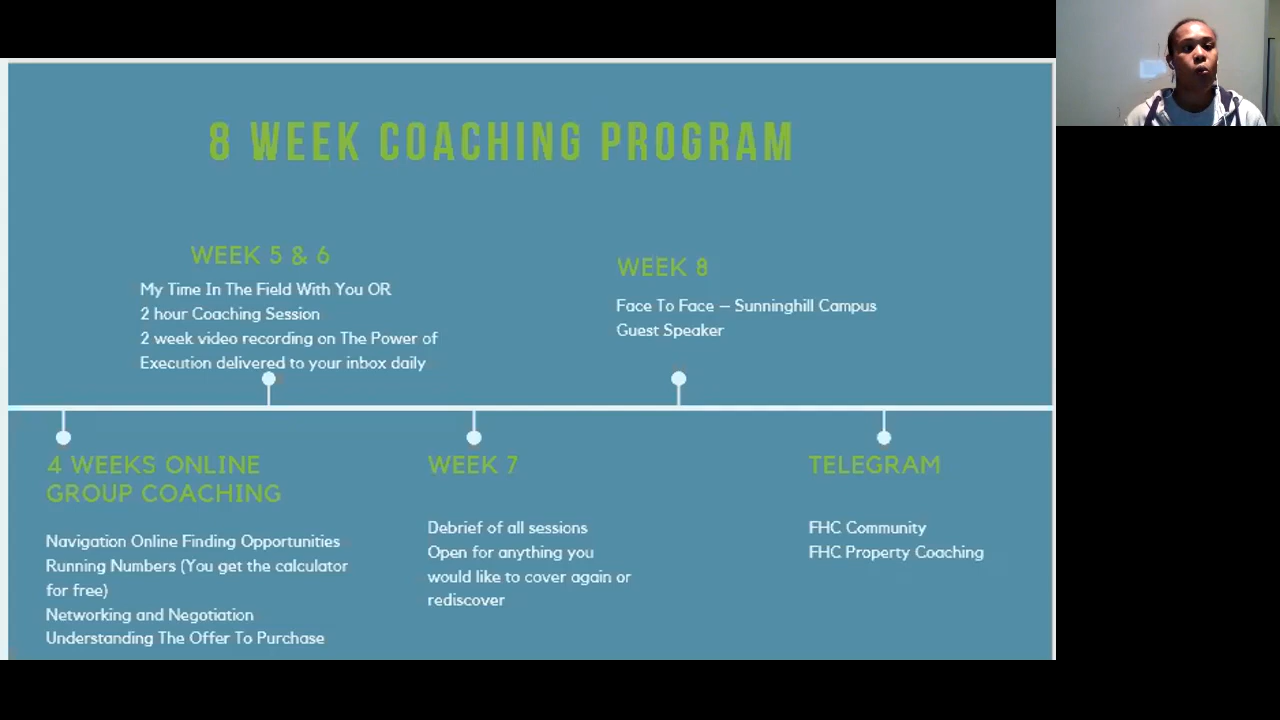 8 WEEK COACHING PROGRAM
WEEK 5 & 6
My Time In The Field With You OR
2 hour Coaching Session
2 week video recording on The Power of
Execution delivered to your inbox daily
WEEK 8
Face To Face – Sunninghill Campus
Guest Speaker
4 WEEKS ONLINE
GROUP COACHING
Navigation Online Finding Opportunities
Running Numbers (You get the calculator
for free)
Networking and Negotiation
Understanding The Offer To Purchase
WEEK 7
Debrief of all sessions
Open for anything you
would like to cover again or
rediscover
TELEGRAM
FHC Community
FHC Property Coaching